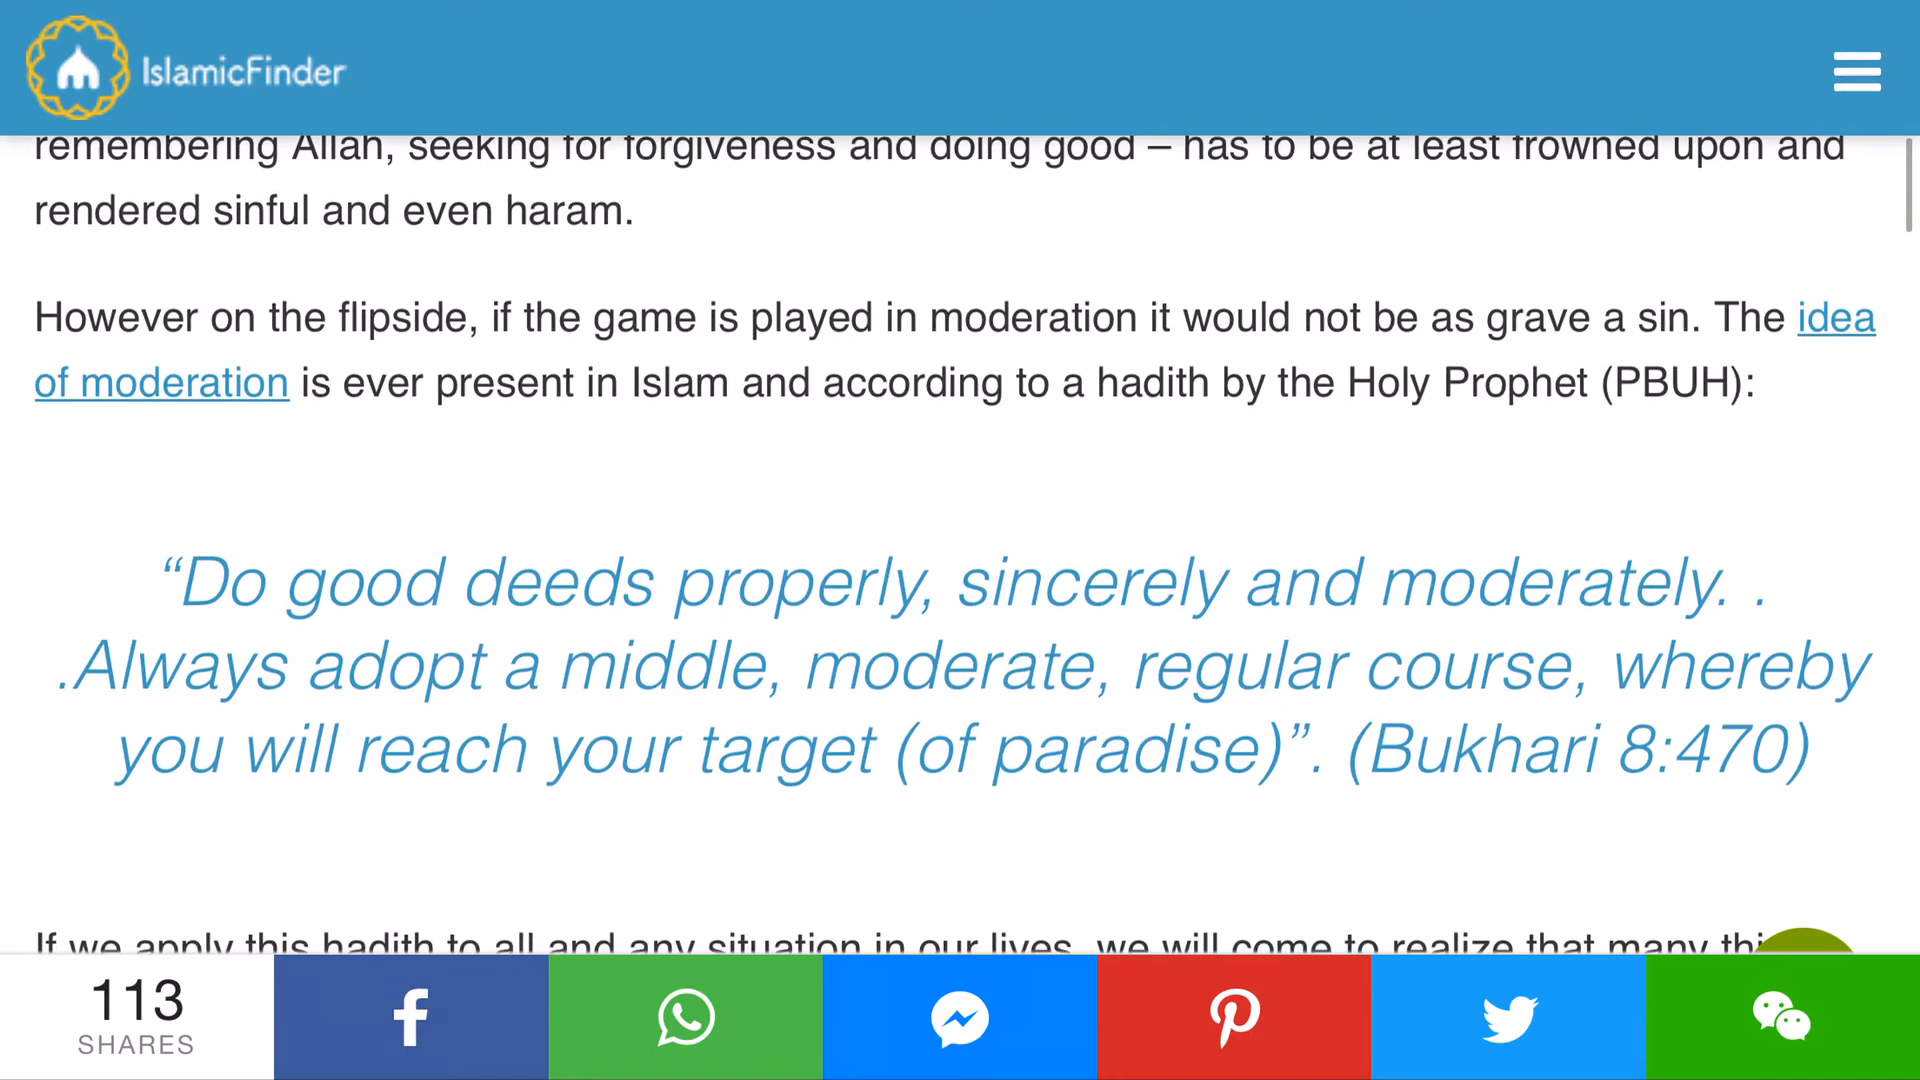 IslamicFinder
remembering Allah, seeking for forgiveness and doing good – has to be at least frowned upon and
rendered sinful and even haram.
However on the flipside, if the game is played in moderation it would not be as grave a sin. The idea
of moderation is ever present in Islam and according to a hadith by the Holy Prophet (PBUH):
“Do good deeds properly, sincerely and moderately. .
.Always adopt a middle, moderate, regular course, whereby
you will reach your target (of paradise)”. (Bukhari 8:470)
If we apply this hadith to all and any situation in our lives, we will come to realize that many
113
SHARES